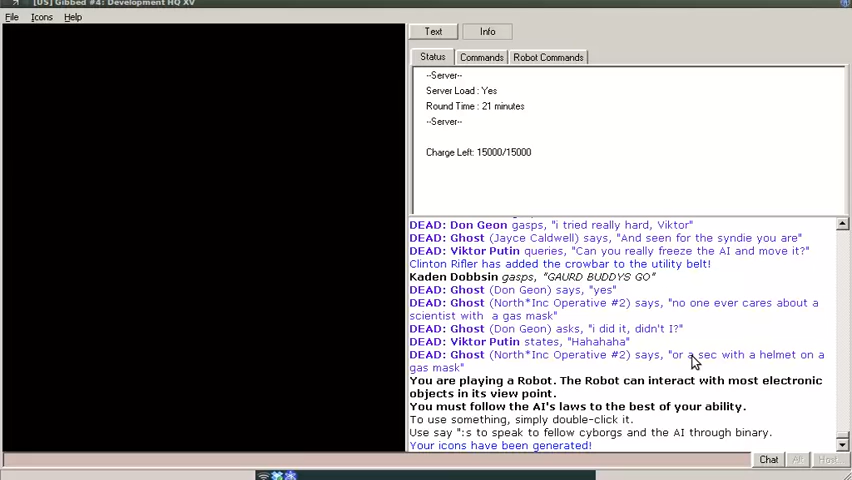 [US] Gibbed #4: Development HQ XV
File Icons Help
Text Info
Status Commands Robot Commands
--Server--
Server Load : Yes
Round Time : 21 minutes
--Server--
Charge Left: 15000/15000
DEAD: Don Geon gasps, "i tried really hard, Viktor"
DEAD: Ghost (Jayce Caldwell) says, "And seen for the syndie you are"
DEAD: Viktor Putin queries, "Can you really freeze the AI and move it?"
Clinton Rifler has added the crowbar to the utility belt!
Kaden Dobbsin gasps, "GAURD BUDDYS GO"
DEAD: Ghost (Don Geon) says, "yes"
DEAD: Ghost (North*Inc Operative #2) says, "no one ever cares about a
scientist with a gas mask"
DEAD: Ghost (Don Geon) asks, "i did it, didn't I?"
DEAD: Viktor Putin states, "Hahahaha"
DEAD: Ghost (North*Inc Operative #2) says, "or a sec with a helmet on a
gas mask"
You are playing a Robot. The Robot can interact with most electronic
objects in its view point.
You must follow the AI's laws to the best of your ability.
To use something, simply double-click it.
Use say ":s to speak to fellow cyborgs and the AI through binary.
Your icons have been generated!
Chat Alt Host...